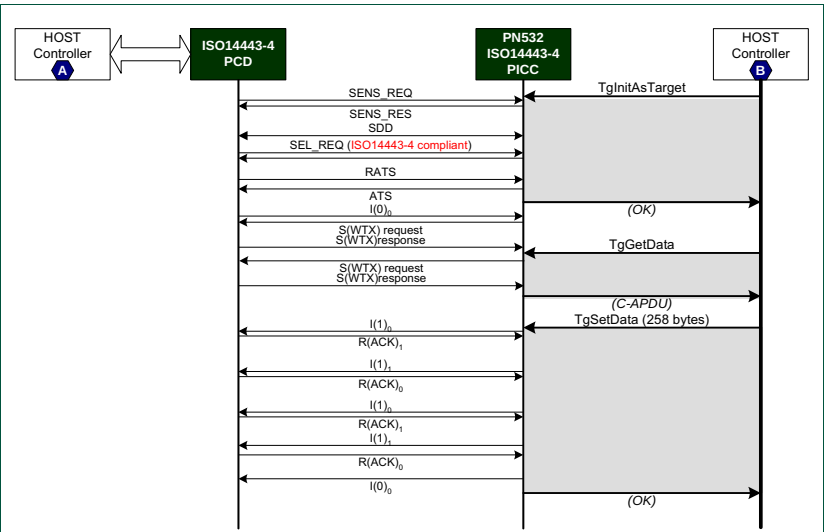 HOST
Controller
A
ISO14443-4
PCD
PN532
ISO14443-4
PICC
HOST
Controller
B
SENS_REQ
TgInitAsTarget
SENS_RES
SDD
SEL_REQ (ISO14443-4 compliant)
RATS
ATS
I(0)₀
(OK)
S(WTX) request
S(WTX)response
TgGetData
S(WTX) request
S(WTX)response
(C-APDU)
TgSetData (258 bytes)
I(1)₀
R(ACK)₁
I(1)₁
R(ACK)₀
I(1)₀
R(ACK)₁
I(1)₁
R(ACK)₀
I(0)₀
(OK)